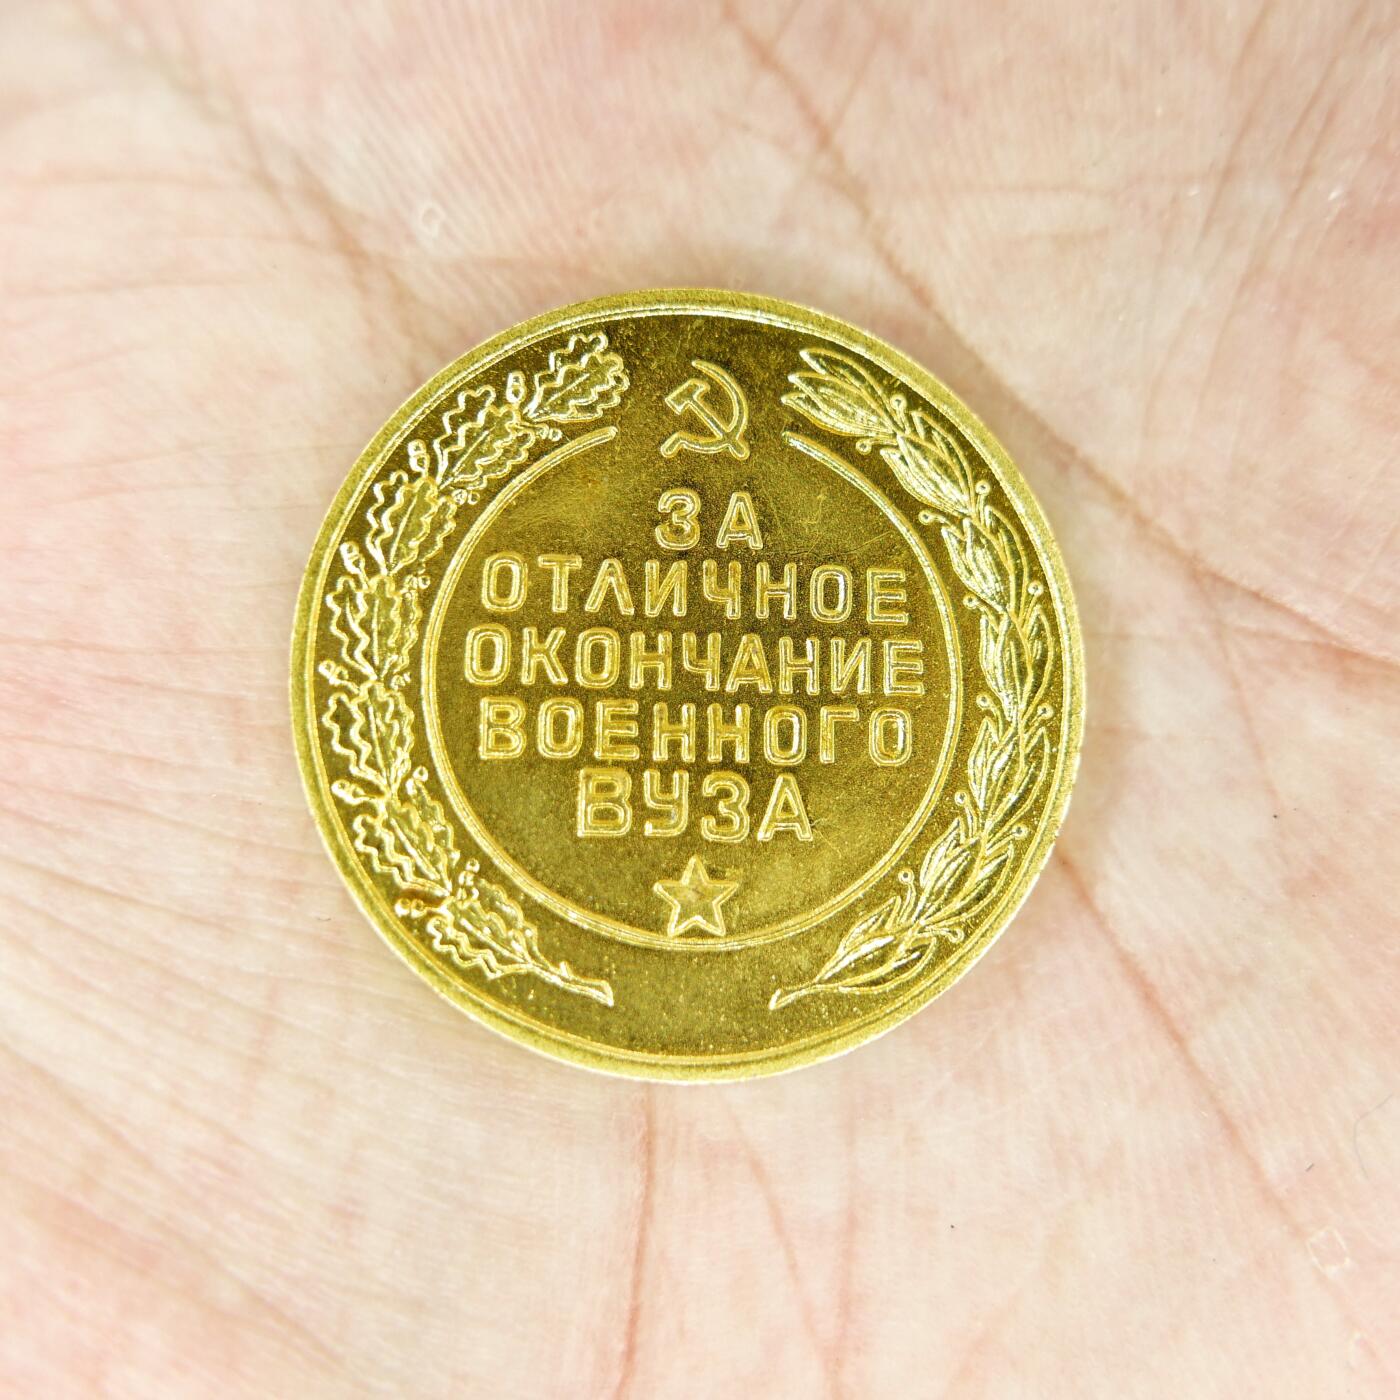 ЗА
ОТЛИЧНОЕ
ОКОНЧАНИЕ
ВОЕННОГО
ВУЗА